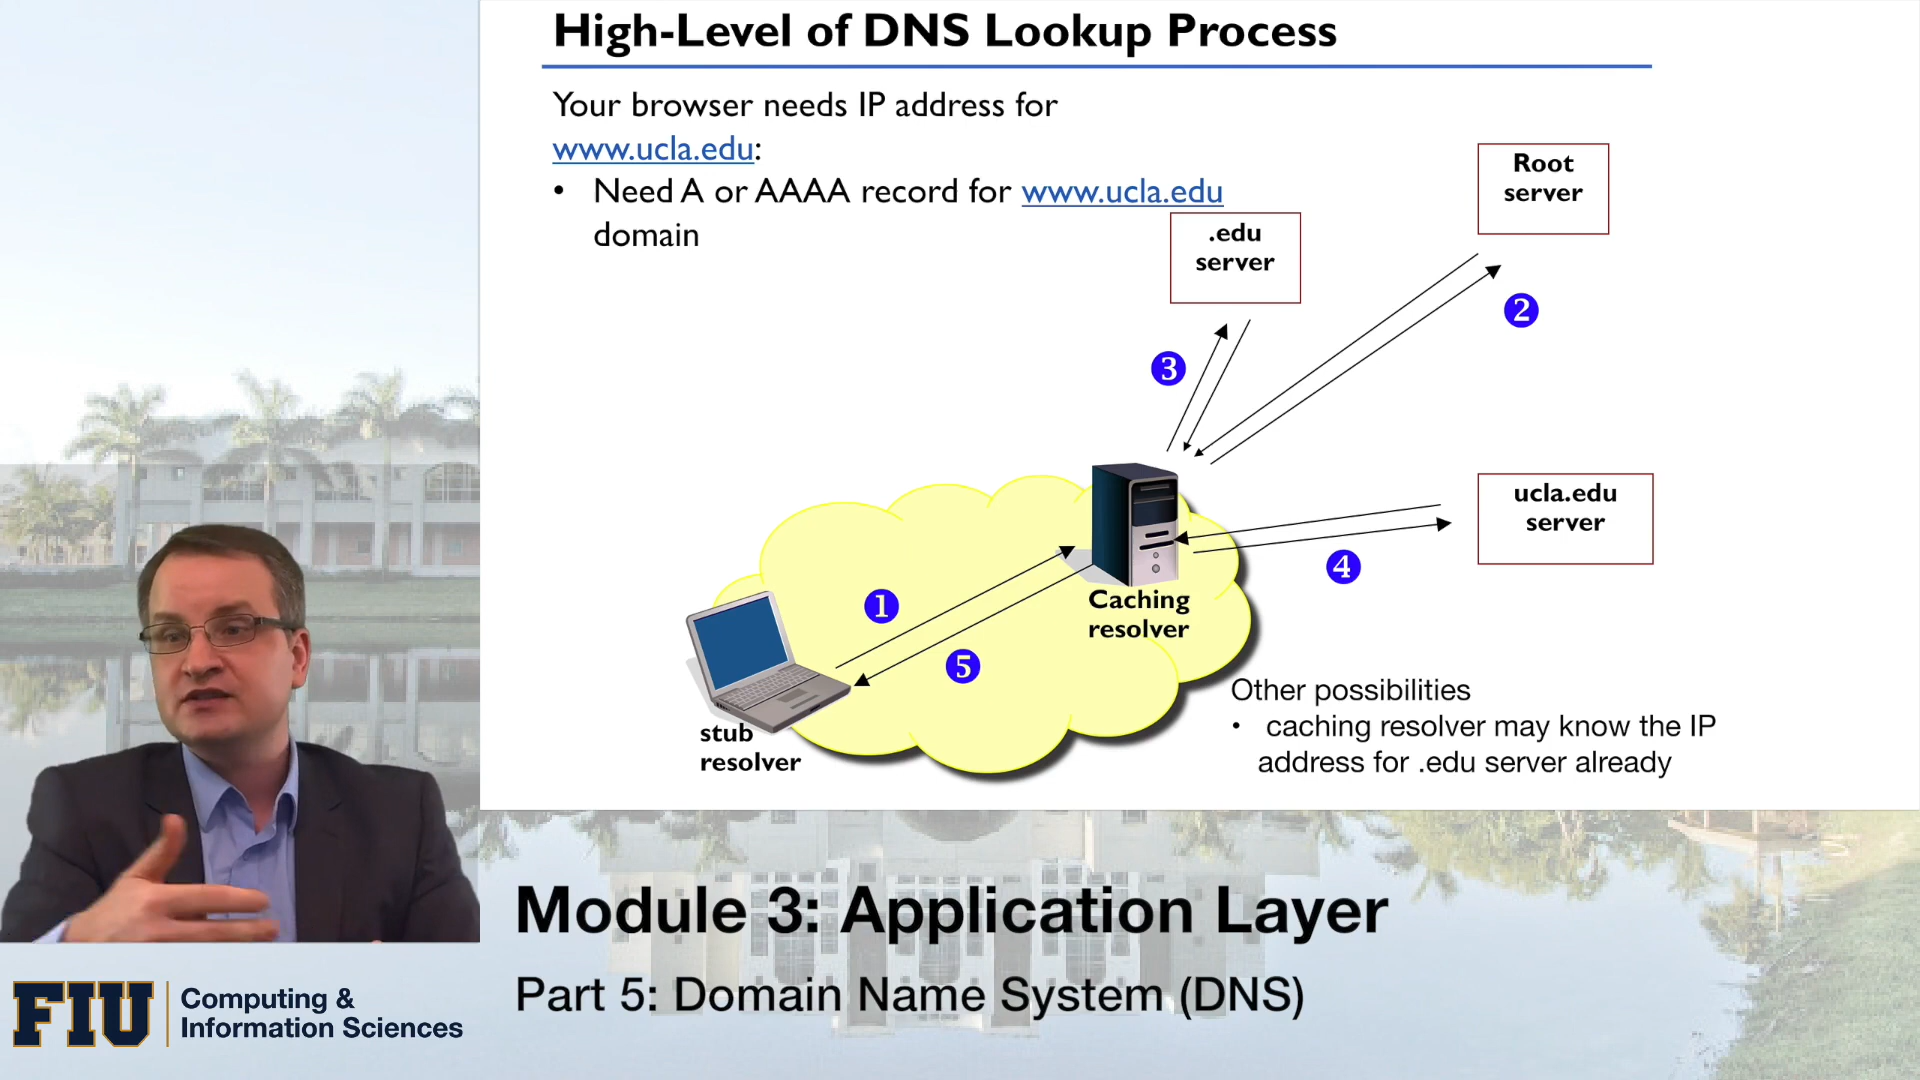 High-Level of DNS Lookup Process
Your browser needs IP address for
www.ucla.edu:
• Need A or AAAA record for www.ucla.edu
domain
Root
server
.edu
server
2
3
ucla.edu
server
4
1
Caching
resolver
5
stub
resolver
Other possibilities
• caching resolver may know the IP
address for .edu server already
Module 3: Application Layer
Part 5: Domain Name System (DNS)
FIU
Computing &
Information Sciences